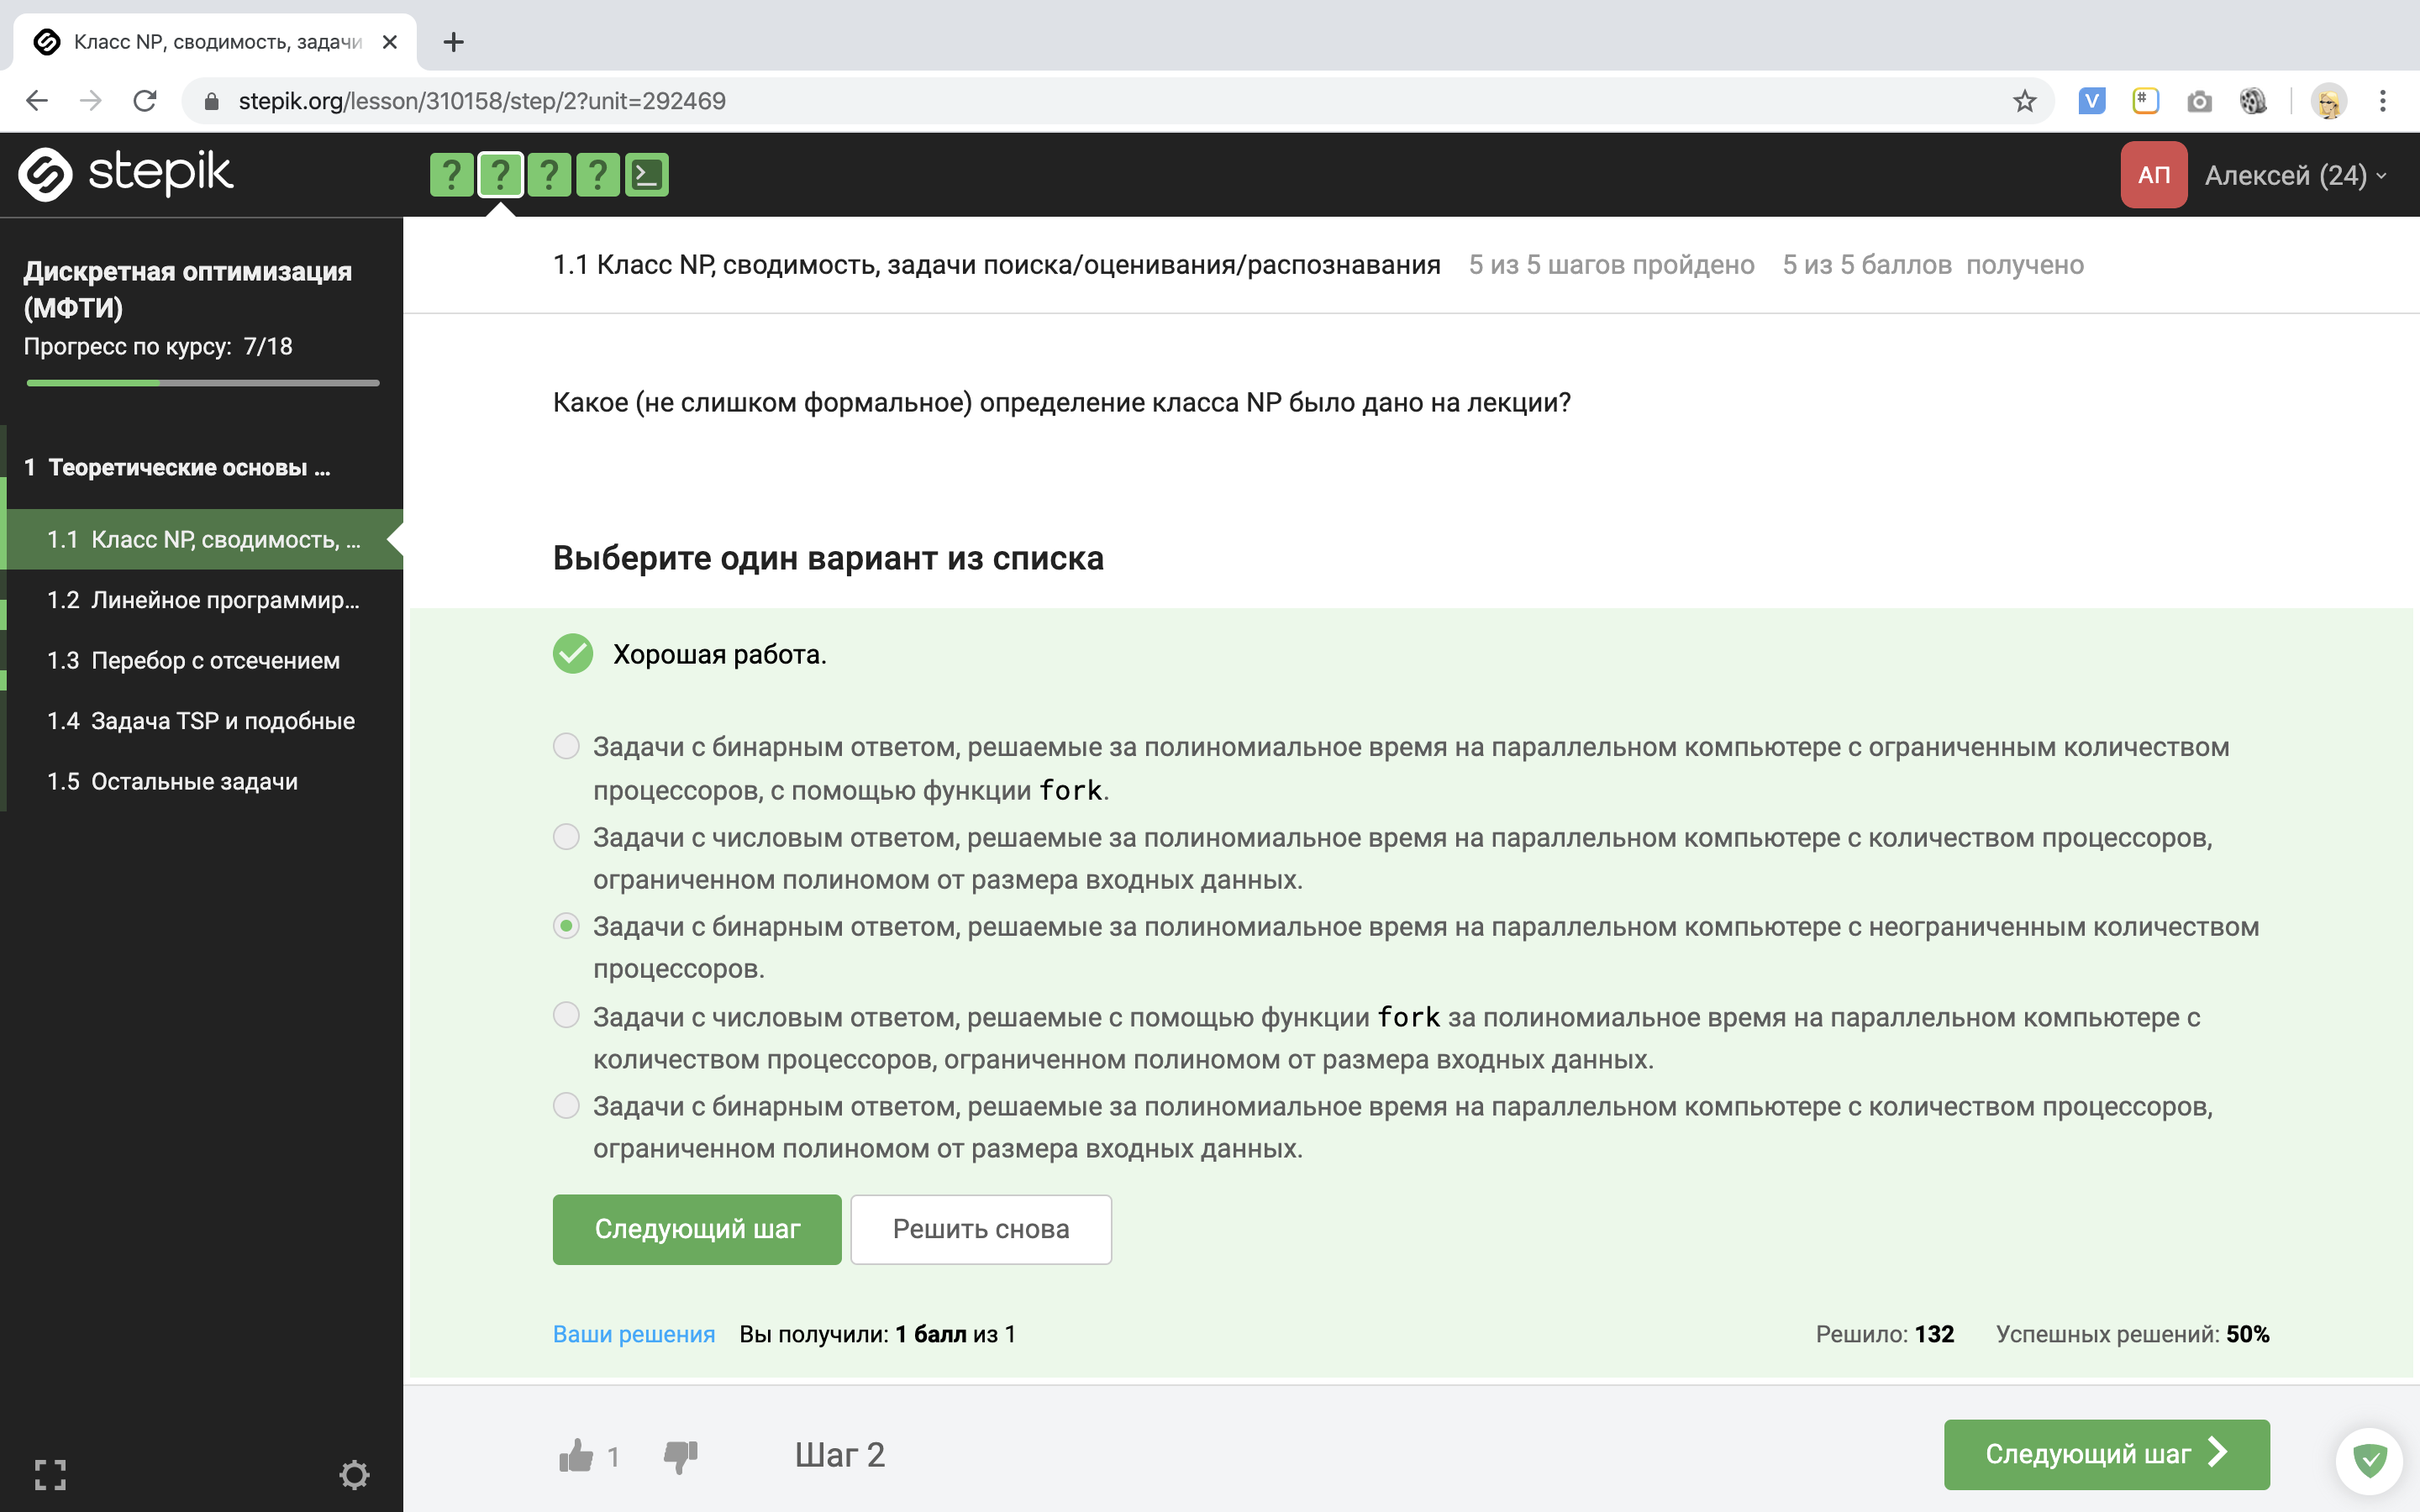 Класс NP, сводимость, задачи
stepik.org/lesson/310158/step/2?unit=292469
stepik
АП Алексей (24)
Дискретная оптимизация
(МФТИ)
Прогресс по курсу: 7/18
1 Теоретические основы ...
1.1 Класс NP, сводимость, ...
1.2 Линейное программир...
1.3 Перебор с отсечением
1.4 Задача TSP и подобные
1.5 Остальные задачи
1.1 Класс NP, сводимость, задачи поиска/оценивания/распознавания 5 из 5 шагов пройдено 5 из 5 баллов получено
Какое (не слишком формальное) определение класса NP было дано на лекции?
Выберите один вариант из списка
Хорошая работа.
Задачи с бинарным ответом, решаемые за полиномиальное время на параллельном компьютере с ограниченным количеством
процессоров, с помощью функции fork.
Задачи с числовым ответом, решаемые за полиномиальное время на параллельном компьютере с количеством процессоров,
ограниченном полиномом от размера входных данных.
Задачи с бинарным ответом, решаемые за полиномиальное время на параллельном компьютере с неограниченным количеством
процессоров.
Задачи с числовым ответом, решаемые с помощью функции fork за полиномиальное время на параллельном компьютере с
количеством процессоров, ограниченном полиномом от размера входных данных.
Задачи с бинарным ответом, решаемые за полиномиальное время на параллельном компьютере с количеством процессоров,
ограниченном полиномом от размера входных данных.
Следующий шаг Решить снова
Ваши решения Вы получили: 1 балл из 1 Решило: 132 Успешных решений: 50%
1 Шаг 2 Следующий шаг